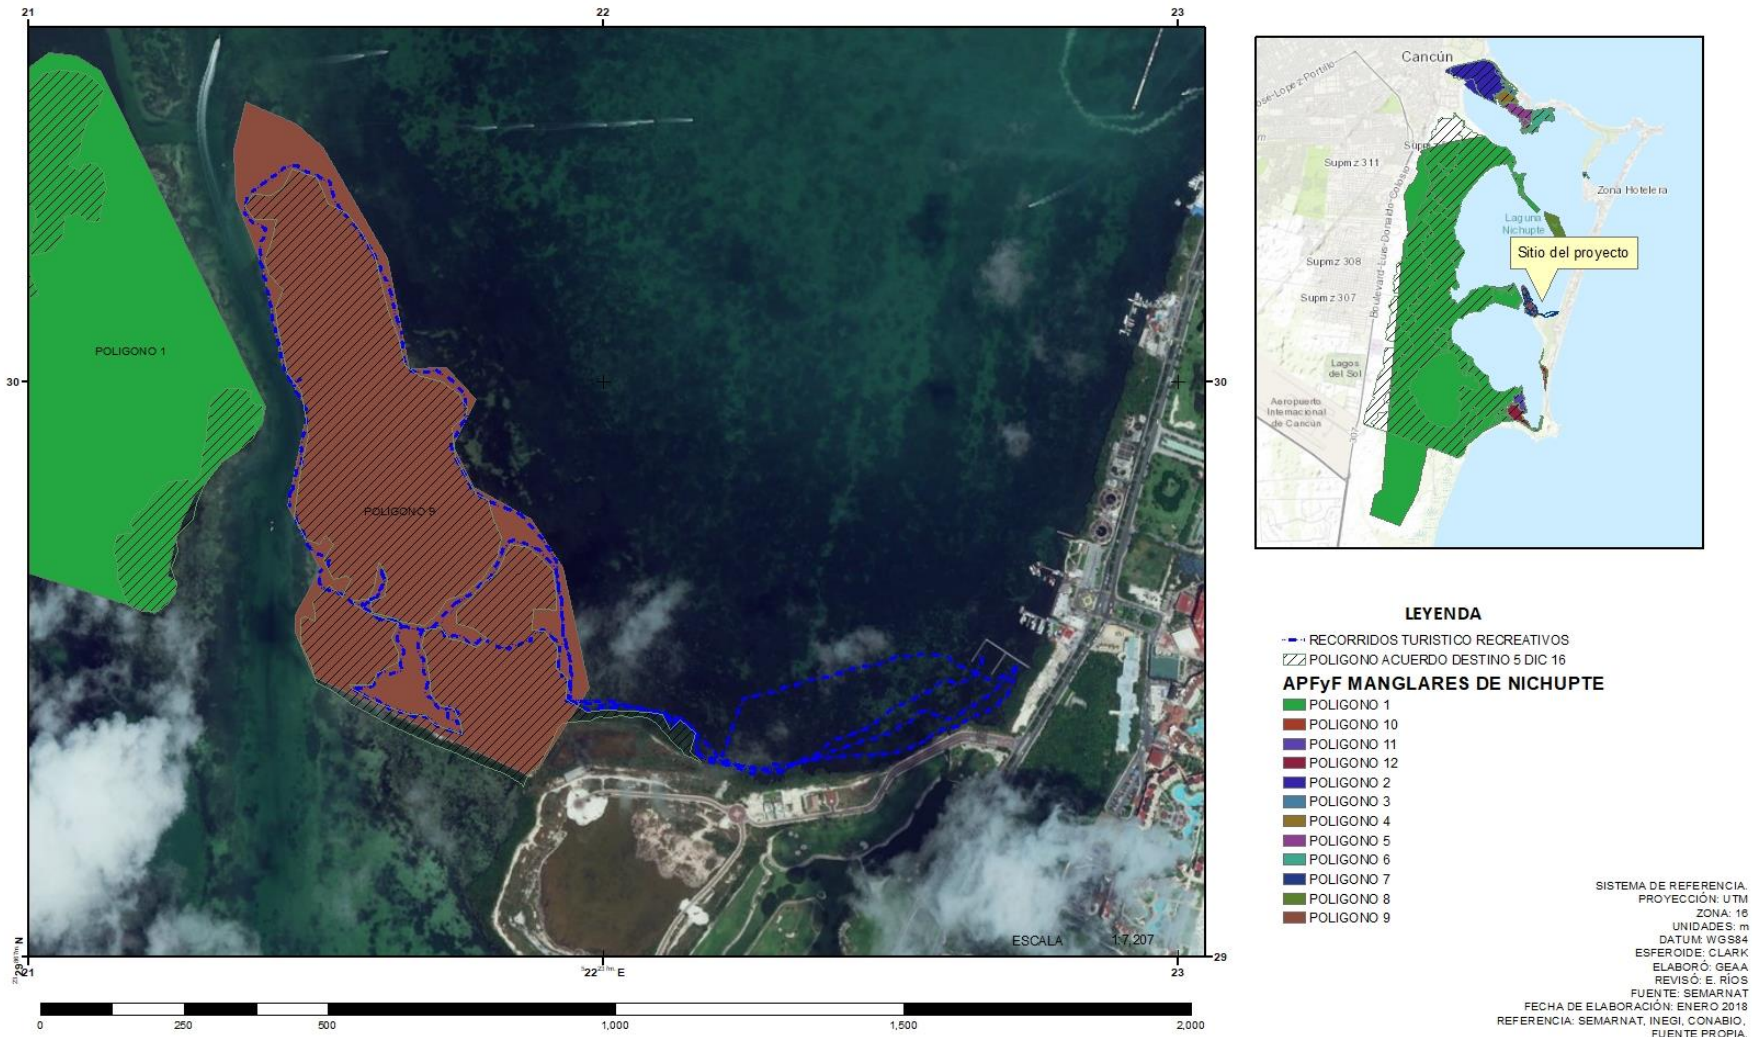 21
22
23
POLIGONO 1
POLIGONO 9
30
30
29
21
22
E
23
N
ESCALA 1:7,207
0
250
500
1,000
1,500
2,000
Cancún
Jose-Lopez-Portillo
Supmz 311
Zona Hotelera
Boulevard-Luis-Donaldo-Colosio
Laguna
Nichupte
Sitio del proyecto
Supmz 308
Supmz 307
Lagos
del Sol
Aeropuerto
Internacional
de Cancún
307
LEYENDA
RECORRIDOS TURISTICO RECREATIVOS
POLIGONO ACUERDO DESTINO 5 DIC 16
APFyF MANGLARES DE NICHUPTE
POLIGONO 1
POLIGONO 10
POLIGONO 11
POLIGONO 12
POLIGONO 2
POLIGONO 3
POLIGONO 4
POLIGONO 5
POLIGONO 6
POLIGONO 7
POLIGONO 8
POLIGONO 9
SISTEMA DE REFERENCIA.
PROYECCIÓN: UTM
ZONA: 16
UNIDADES: m
DATUM: WGS84
ESFEROIDE: CLARK
ELABORÓ: GEAA
REVISÓ: E. RÍOS
FUENTE: SEMARNAT
FECHA DE ELABORACIÓN: ENERO 2018
REFERENCIA: SEMARNAT, INEGI, CONABIO,
FUENTE PROPIA.